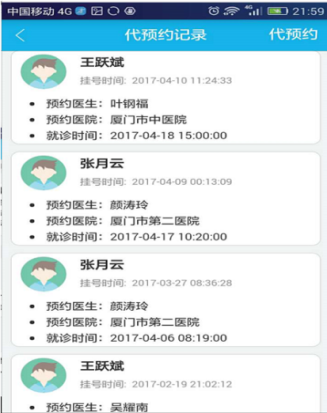 中国移动 4G 21:59
代预约记录 代预约
王跃斌
挂号时间: 2017-04-10 11:24:33
• 预约医生：叶钢福
• 预约医院：厦门市中医院
• 就诊时间：2017-04-18 15:00:00
张月云
挂号时间: 2017-04-09 00:13:09
• 预约医生：颜涛玲
• 预约医院：厦门市第二医院
• 就诊时间：2017-04-17 10:20:00
张月云
挂号时间: 2017-03-27 08:36:28
• 预约医生：颜涛玲
• 预约医院：厦门市第二医院
• 就诊时间：2017-04-06 08:19:00
王跃斌
挂号时间: 2017-02-19 21:02:12
• 预约医生：吴耀南